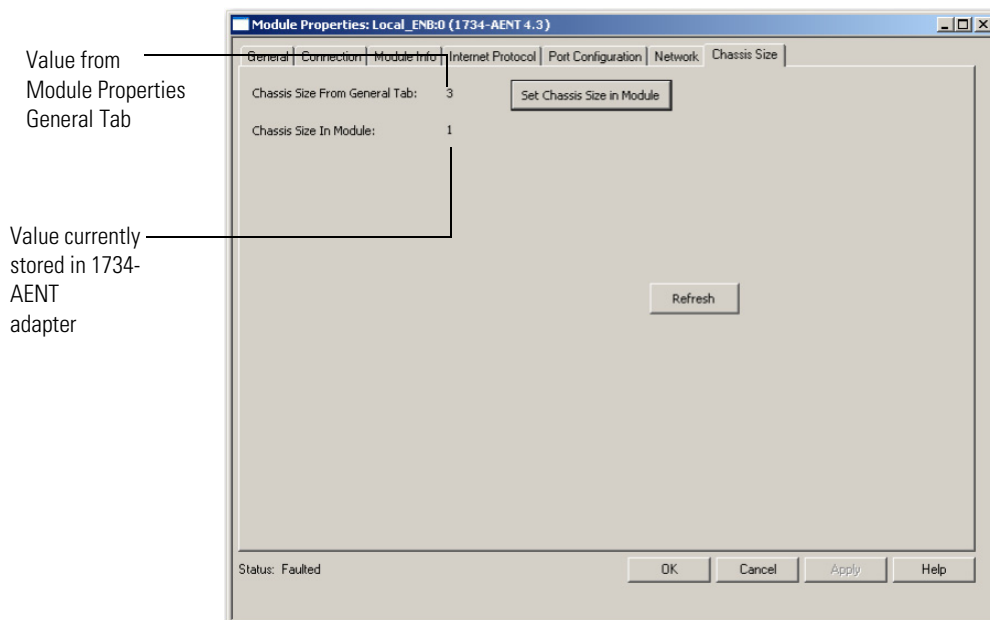 Module Properties: Local_ENB:0 (1734-AENT 4.3)
General Connection Module Info Internet Protocol Port Configuration Network Chassis Size
Value from
Module Properties
General Tab
Chassis Size From General Tab: 3 Set Chassis Size in Module
Chassis Size In Module: 1
Value currently
stored in 1734-
AENT
adapter
Refresh
Status: Faulted OK Cancel Apply Help